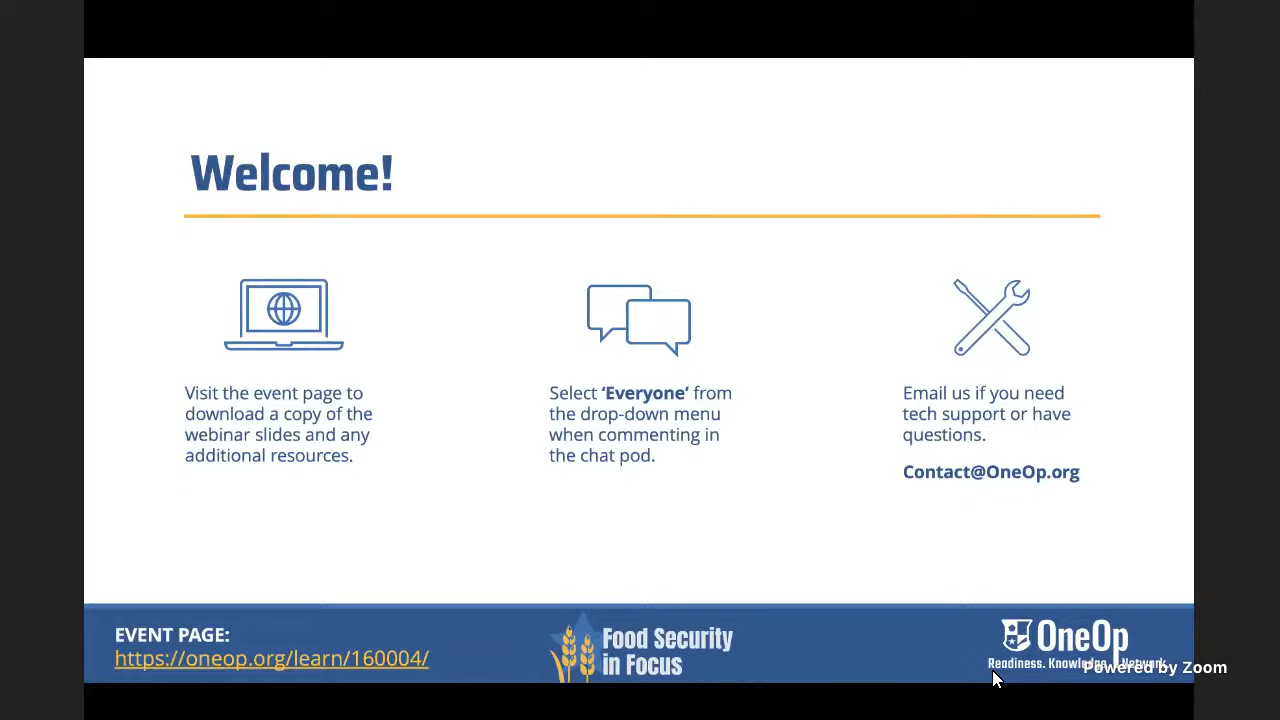 Welcome!
Visit the event page to
download a copy of the
webinar slides and any
additional resources.
Select ‘Everyone’ from
the drop-down menu
when commenting in
the chat pod.
Email us if you need
tech support or have
questions.
Contact@OneOp.org
EVENT PAGE:
https://oneop.org/learn/160004/
Food Security
in Focus
OneOp
Readiness. Knowledge. Network.
Powered by Zoom